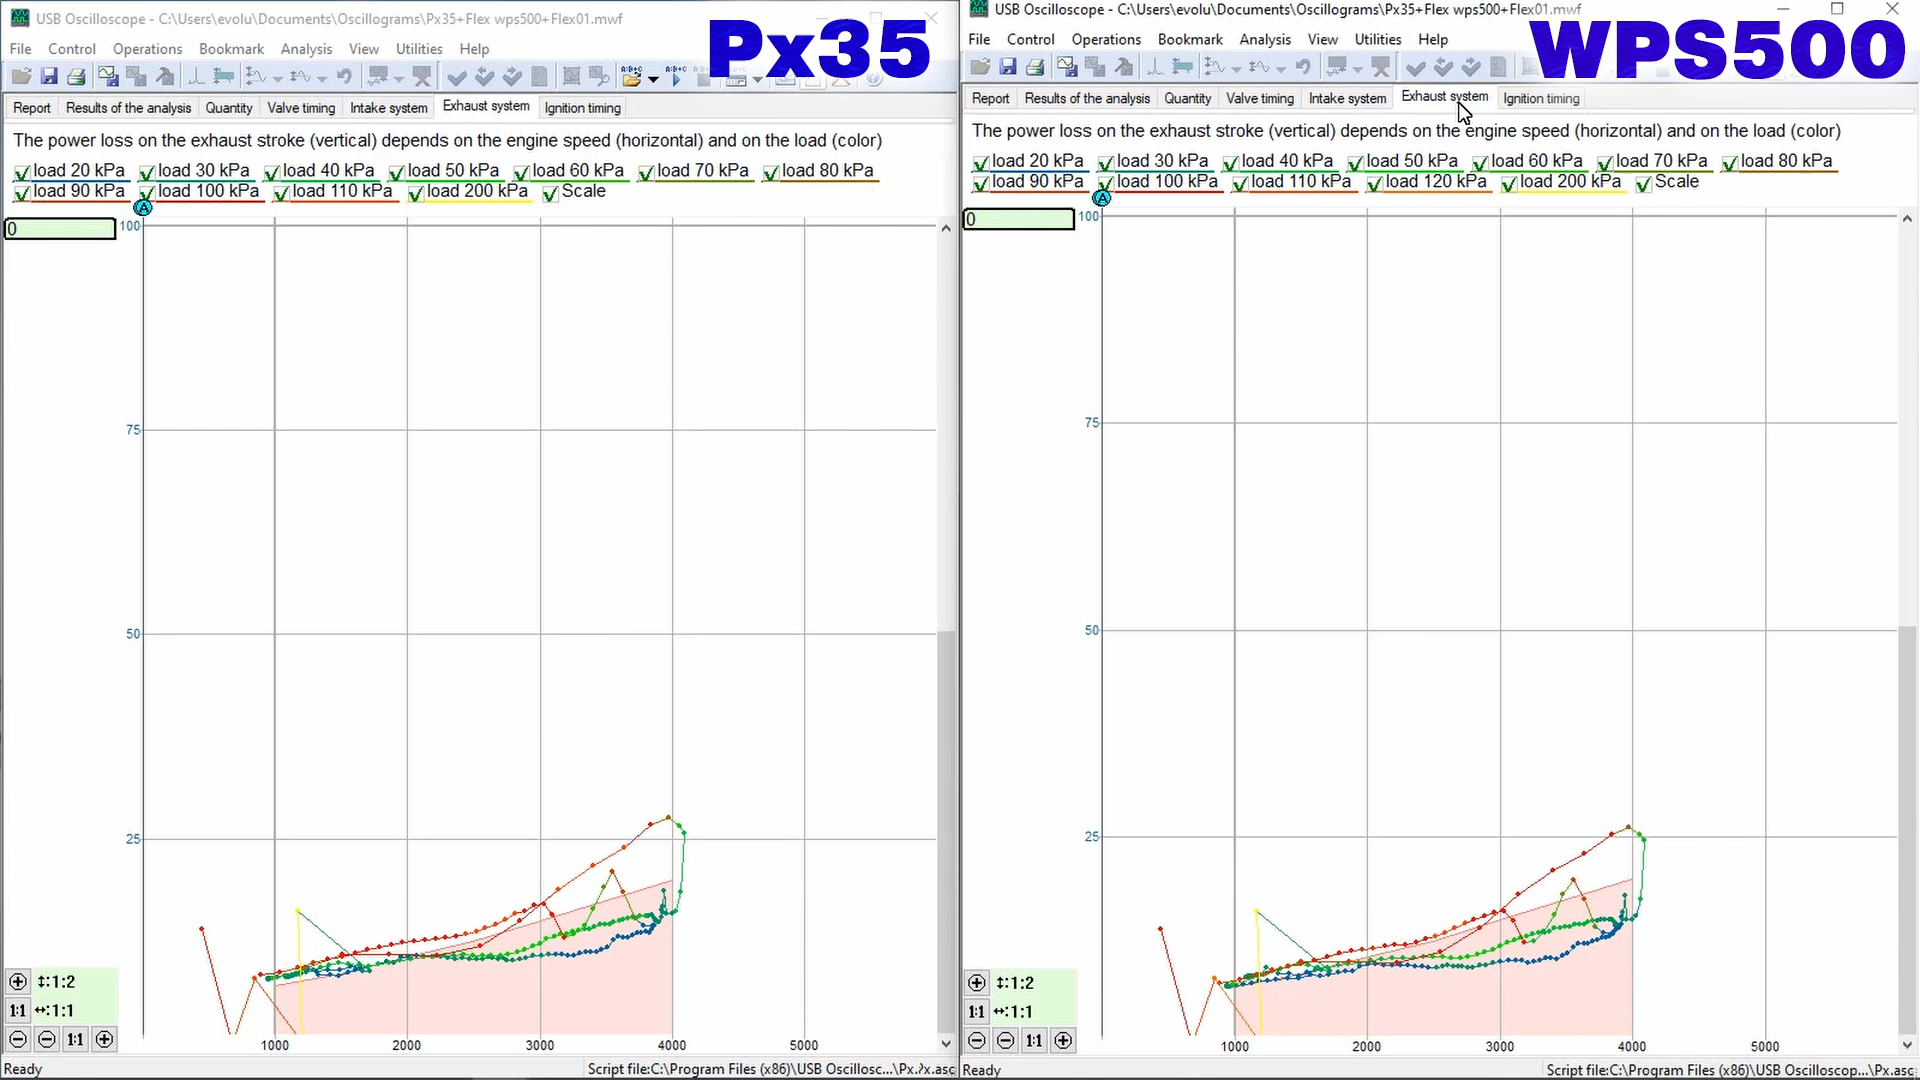 USB Oscilloscope - C:\Users\evolu\Documents\Oscillograms\Px35+Flex wps500+Flex01.mwf
Px35
File Control Operations Bookmark Analysis View Utilities Help
Report Results of the analysis Quantity Valve timing Intake system Exhaust system Ignition timing
The power loss on the exhaust stroke (vertical) depends on the engine speed (horizontal) and on the load (color)
load 20 kPa load 30 kPa load 40 kPa load 50 kPa load 60 kPa load 70 kPa load 80 kPa
load 90 kPa load 100 kPa load 110 kPa load 200 kPa Scale
A
0
100
75
50
25
↕:1:2
1:1 ↔:1:1
1:1
1000 2000 3000 4000 5000
Ready Script file:C:\Program Files (x86)\USB Oscillosc...\Px.
USB Oscilloscope - C:\Users\evolu\Documents\Oscillograms\Px35+Flex wps500+Flex01.mwf
WPS500
File Control Operations Bookmark Analysis View Utilities Help
Report Results of the analysis Quantity Valve timing Intake system Exhaust system Ignition timing
The power loss on the exhaust stroke (vertical) depends on the engine speed (horizontal) and on the load (color)
load 20 kPa load 30 kPa load 40 kPa load 50 kPa load 60 kPa load 70 kPa load 80 kPa
load 90 kPa load 100 kPa load 110 kPa load 120 kPa load 200 kPa Scale
A
0
100
75
50
25
↕:1:2
1:1 ↔:1:1
1:1
1000 2000 3000 4000 5000
Ready Script file:C:\Program Files (x86)\USB Oscilloscop...\Px.asc